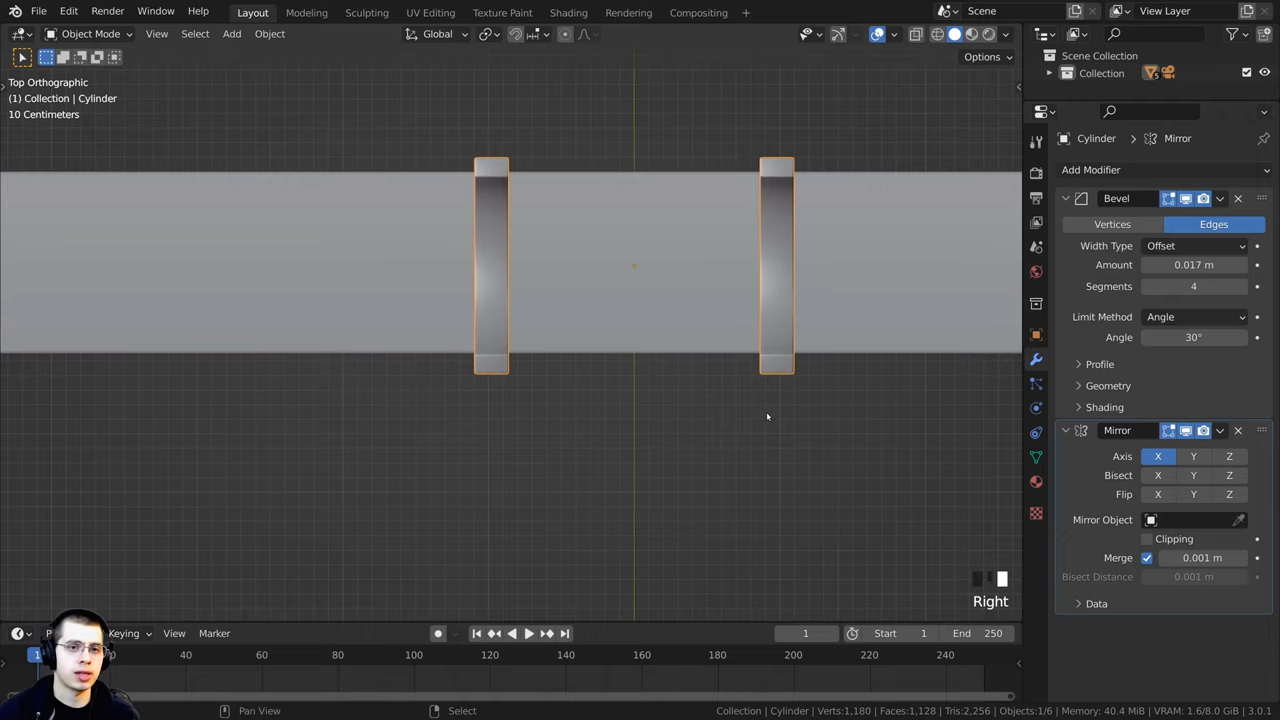 File Edit Render Window Help Layout Modeling Sculpting UV Editing Texture Paint Shading Rendering Compositing + Scene View Layer
Object Mode View Select Add Object Global
Options
Top Orthographic
(1) Collection | Cylinder
10 Centimeters
Scene Collection
Collection 5
Cylinder > Mirror
Add Modifier
Bevel
Vertices Edges
Width Type Offset
Amount 0.017 m
Segments 4
Limit Method Angle
Angle 30°
Profile
Geometry
Shading
Mirror
Axis X Y Z
Bisect X Y Z
Flip X Y Z
Mirror Object
Clipping
Merge 0.001 m
Bisect Distance 0.001 m
Data
Right
Keying View Marker 1 Start 1 End 250
1 40 60 80 100 120 140 160 180 200 220 240
Pan View Select Collection | Cylinder | Verts:1,180 | Faces:1,128 | Tris:2,256 | Objects:1/6 | Memory: 40.4 MiB | VRAM: 1.6/8.0 GiB | 3.0.1